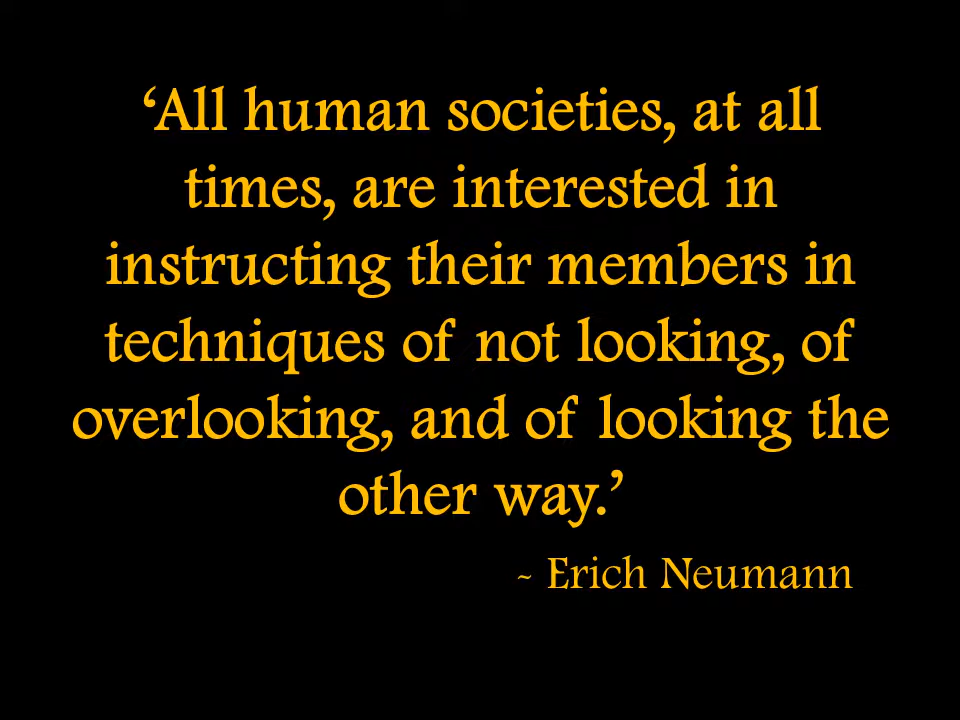 ‘All human societies, at all
times, are interested in
instructing their members in
techniques of not looking, of
overlooking, and of looking the
other way.’
- Erich Neumann